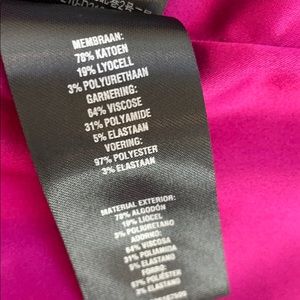 MEMBRAAN:
78% KATOEN
19% LYOCELL
3% POLYURETHAAN
GARNERING:
64% VISCOSE
31% POLYAMIDE
5% ELASTAAN
VOERING:
97% POLYESTER
3% ELASTAAN
MATERIAL EXTERIOR:
78% ALGODÓN
19% LIOCEL
3% POLIURETANO
ADORNO:
64% VISCOSA
31% POLIAMIDA
5% ELASTANO
FORRO:
97% POLIÉSTER
3% ELASTANO